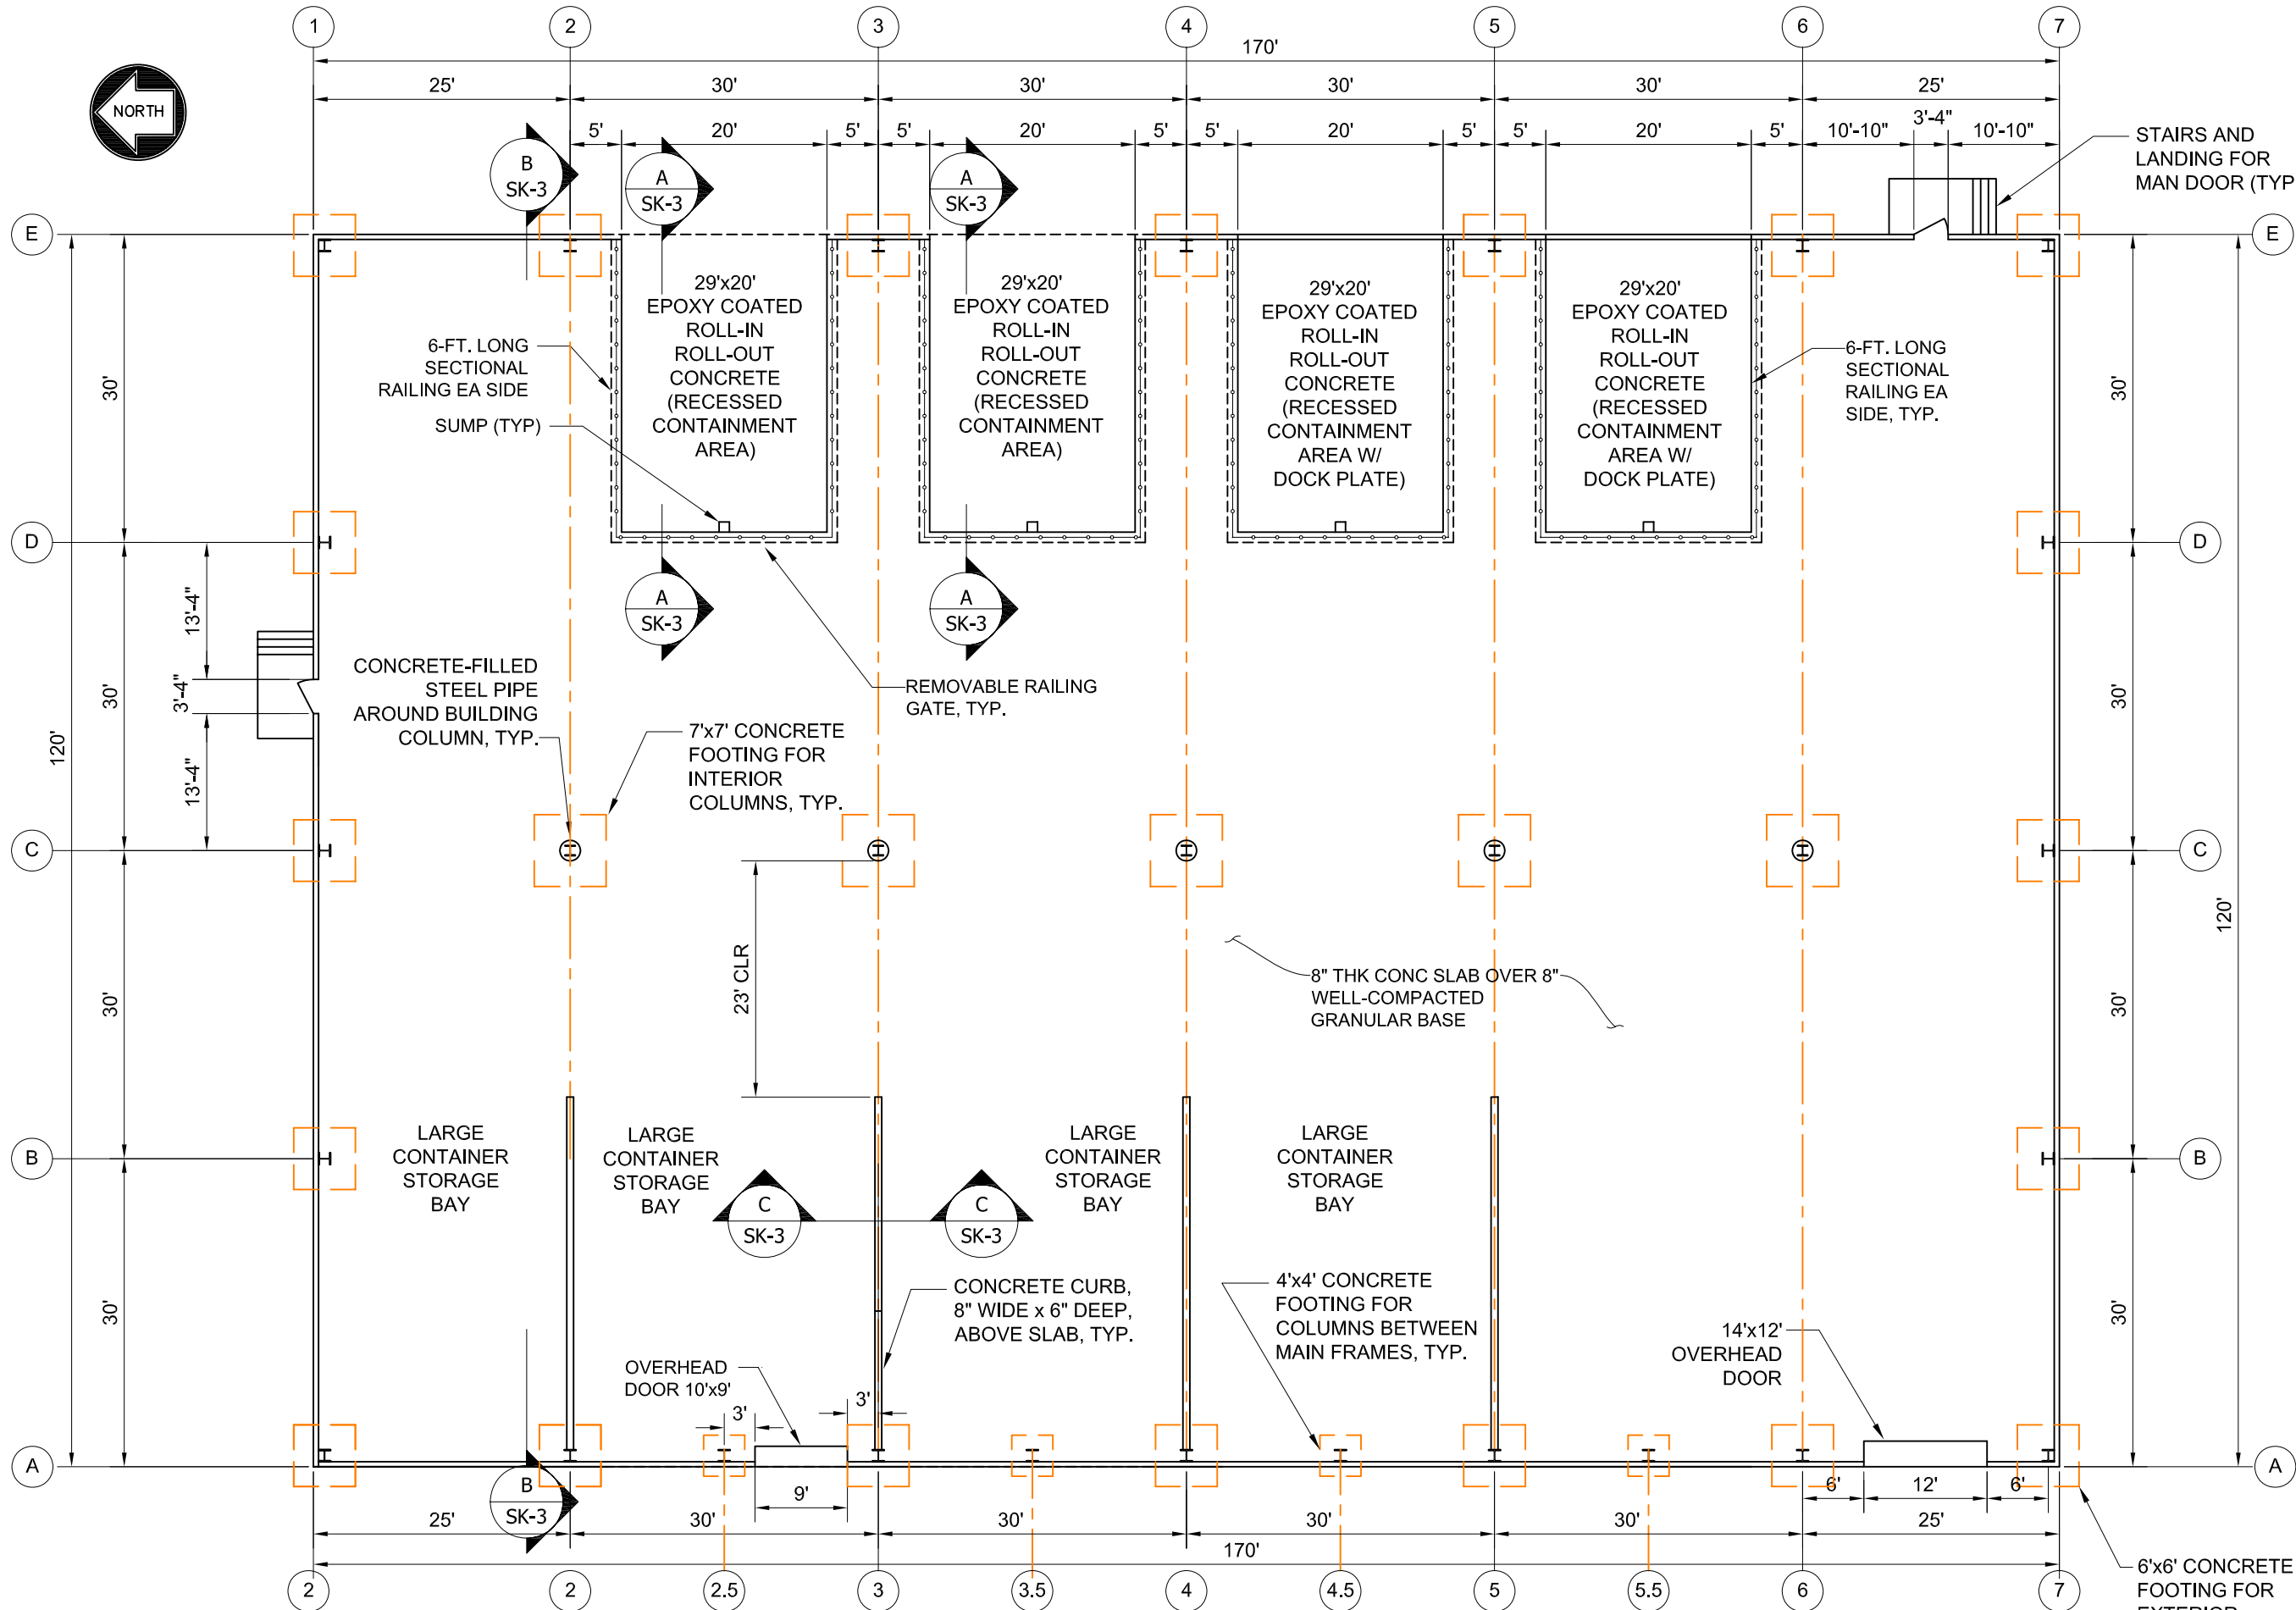 1
2
3
4
5
6
7
170'
25'
30'
30'
30'
30'
25'
NORTH
5'
20'
5'
5'
20'
5'
5'
20'
5'
5'
20'
5'
10'-10"
3'-4"
10'-10"
STAIRS AND
LANDING FOR
MAN DOOR (TYP
B
SK-3
A
SK-3
A
SK-3
E
E
29'x20'
EPOXY COATED
ROLL-IN
ROLL-OUT
CONCRETE
(RECESSED
CONTAINMENT
AREA)
29'x20'
EPOXY COATED
ROLL-IN
ROLL-OUT
CONCRETE
(RECESSED
CONTAINMENT
AREA)
29'x20'
EPOXY COATED
ROLL-IN
ROLL-OUT
CONCRETE
(RECESSED
CONTAINMENT
AREA W/
DOCK PLATE)
29'x20'
EPOXY COATED
ROLL-IN
ROLL-OUT
CONCRETE
(RECESSED
CONTAINMENT
AREA W/
DOCK PLATE)
6-FT. LONG
SECTIONAL
RAILING EA SIDE
SUMP (TYP)
6-FT. LONG
SECTIONAL
RAILING EA
SIDE, TYP.
30'
30'
D
D
A
SK-3
A
SK-3
13'-4"
3'-4"
13'-4"
30'
30'
120'
CONCRETE-FILLED
STEEL PIPE
AROUND BUILDING
COLUMN, TYP.
REMOVABLE RAILING
GATE, TYP.
7'x7' CONCRETE
FOOTING FOR
INTERIOR
COLUMNS, TYP.
C
C
120'
23' CLR
8" THK CONC SLAB OVER 8"
WELL-COMPACTED
GRANULAR BASE
30'
30'
B
B
LARGE
CONTAINER
STORAGE
BAY
LARGE
CONTAINER
STORAGE
BAY
LARGE
CONTAINER
STORAGE
BAY
LARGE
CONTAINER
STORAGE
BAY
C
SK-3
C
SK-3
30'
30'
CONCRETE CURB,
8" WIDE x 6" DEEP,
ABOVE SLAB, TYP.
4'x4' CONCRETE
FOOTING FOR
COLUMNS BETWEEN
MAIN FRAMES, TYP.
14'x12'
OVERHEAD
DOOR
OVERHEAD
DOOR 10'x9'
3'
3'
A
A
B
SK-3
9'
6'
12'
6'
25'
30'
30'
30'
30'
25'
170'
2
2
2.5
3
3.5
4
4.5
5
5.5
6
7
6'x6' CONCRETE
FOOTING FOR